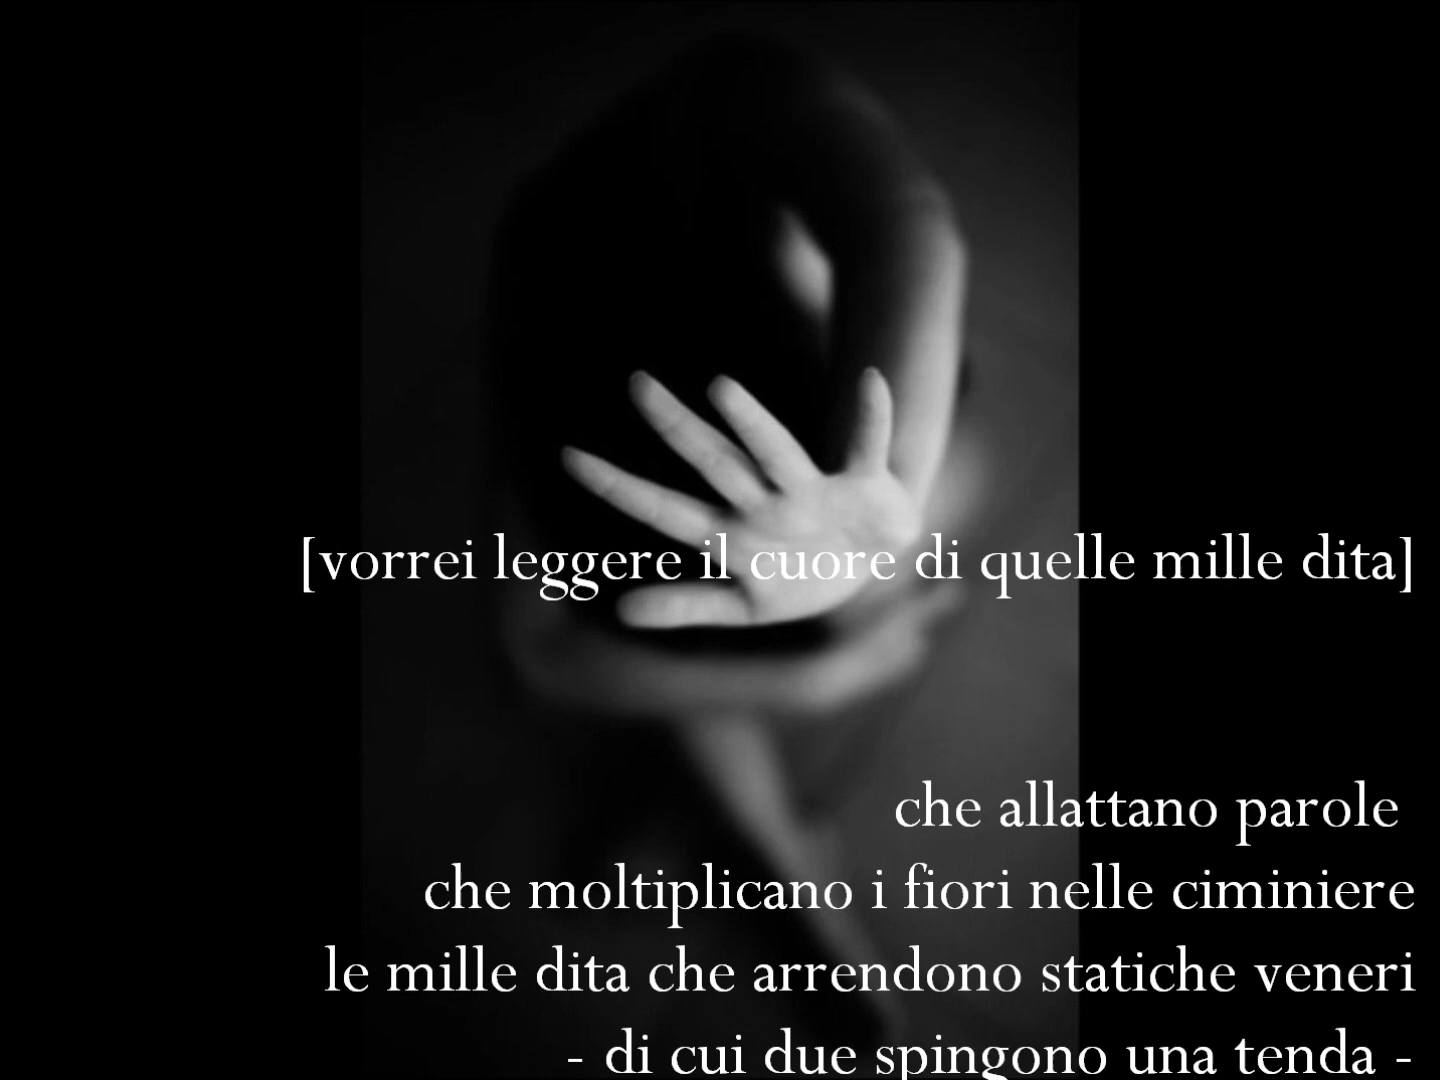 [vorrei leggere il cuore di quelle mille dita]
che allattano parole
che moltiplicano i fiori nelle ciminiere
le mille dita che arrendono statiche veneri
- di cui due spingono una tenda -